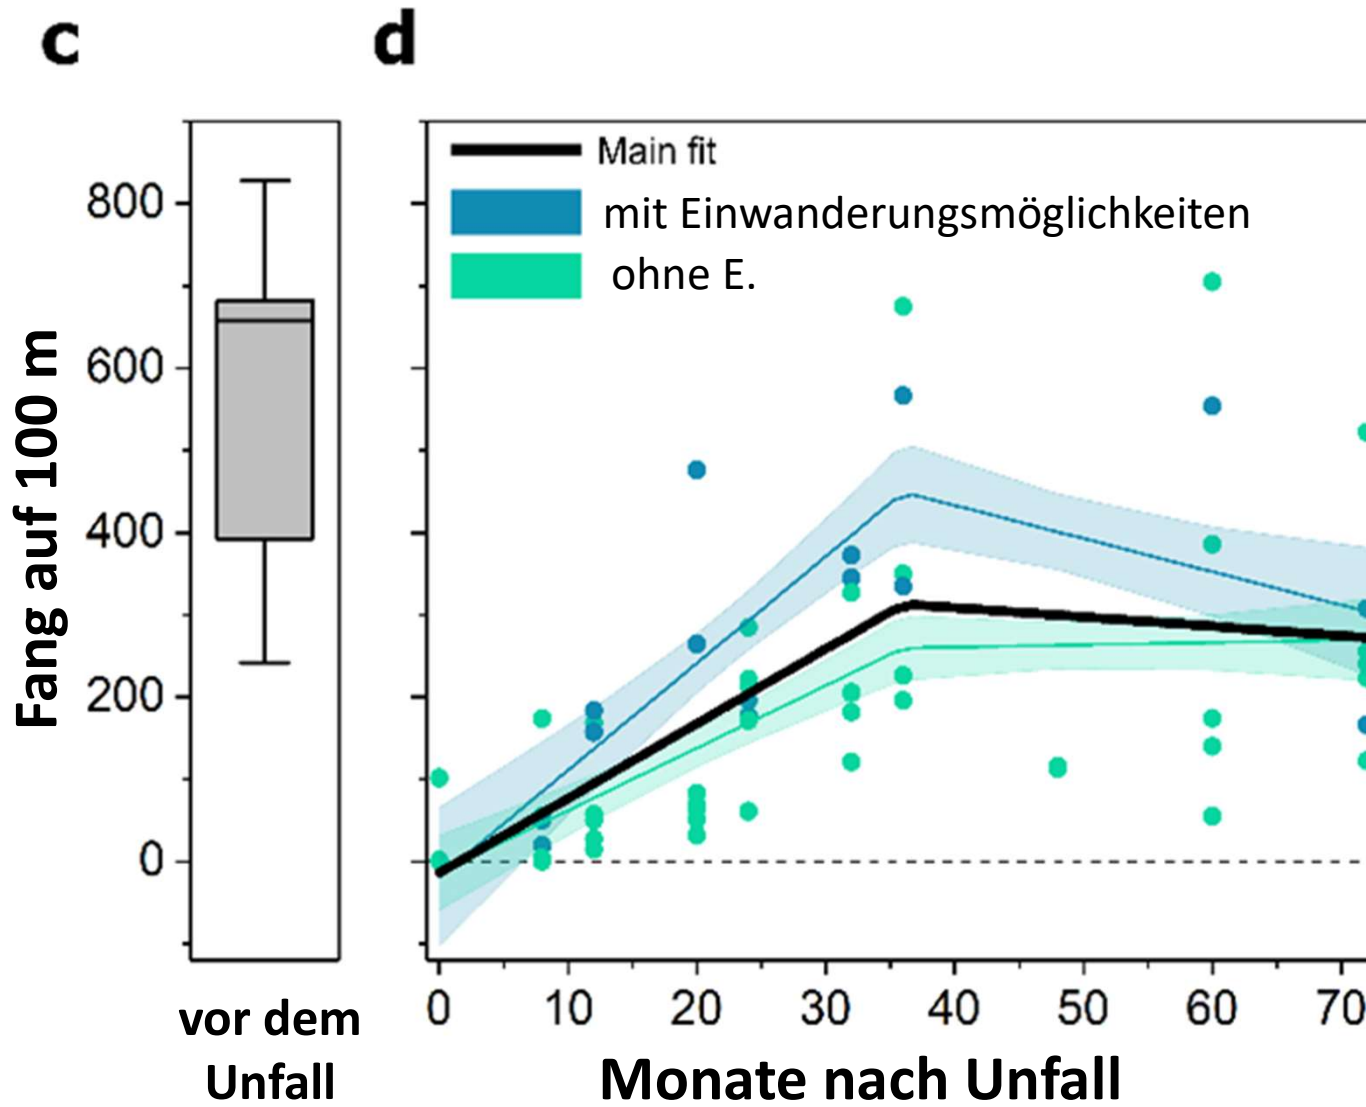 c
d
Main fit
mit Einwanderungsmöglichkeiten
ohne E.
Fang auf 100 m
800
600
400
200
0
0 10 20 30 40 50 60 70
vor dem
Unfall
Monate nach Unfall